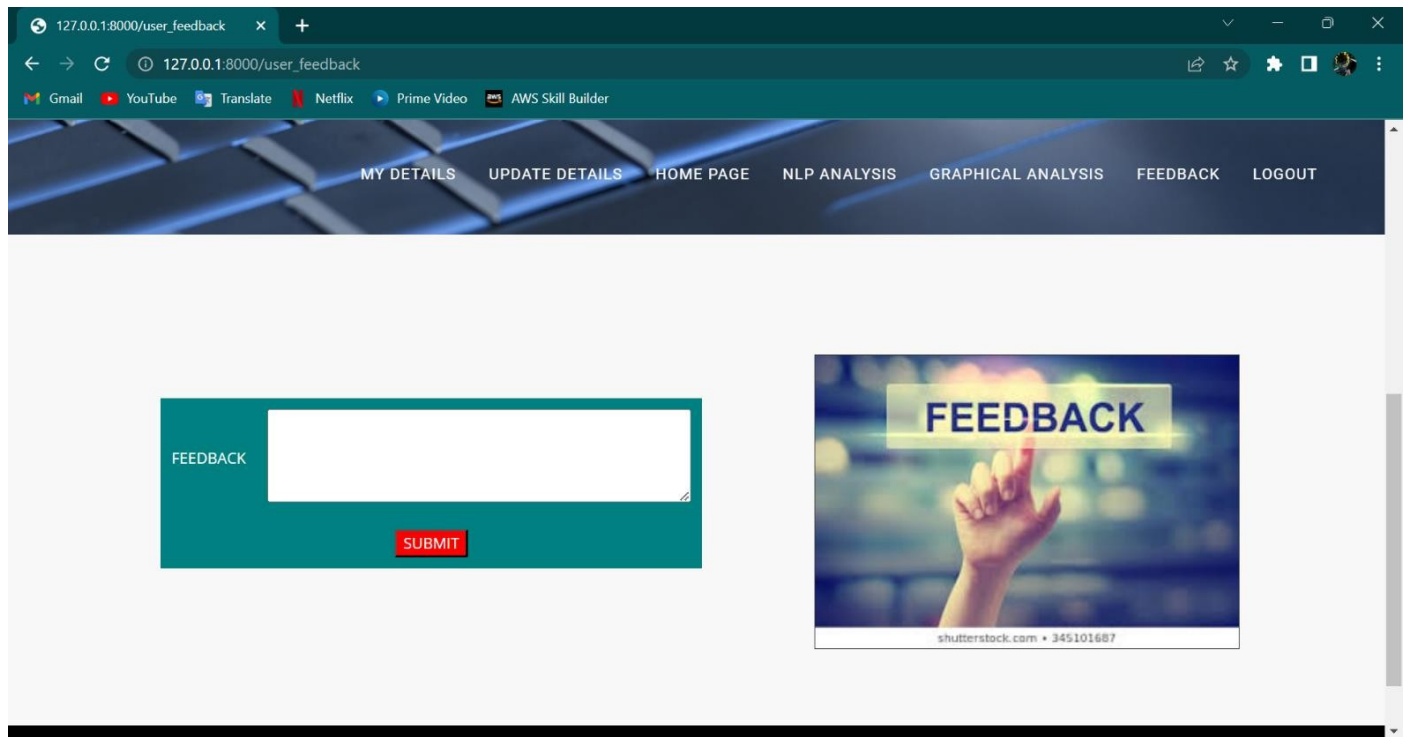 127.0.0.1:8000/user_feedback
127.0.0.1:8000/user_feedback
Gmail YouTube Translate Netflix Prime Video aws AWS Skill Builder
MY DETAILS UPDATE DETAILS HOME PAGE NLP ANALYSIS GRAPHICAL ANALYSIS FEEDBACK LOGOUT
FEEDBACK
SUBMIT
FEEDBACK
shutterstock.com • 345101687